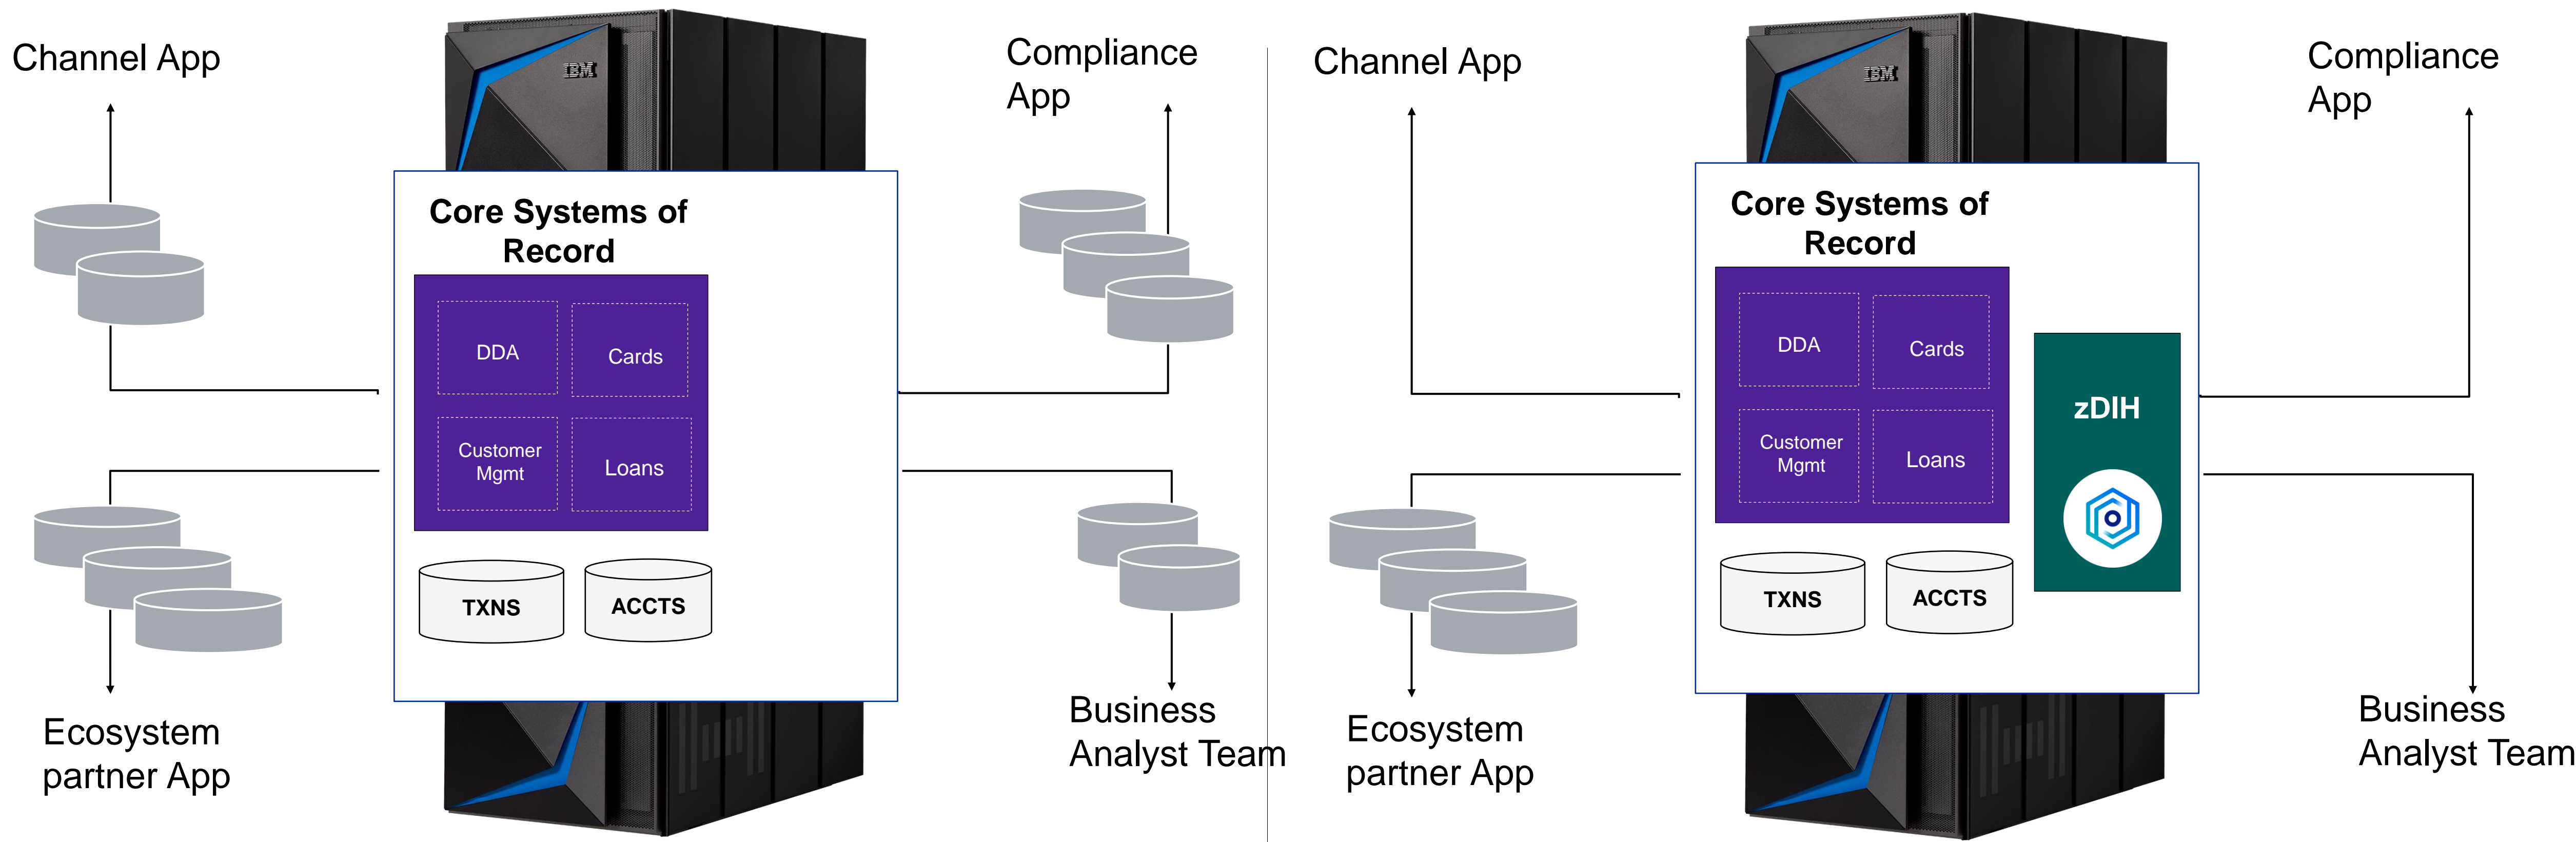 Channel App
IBM
Compliance
App
Core Systems of
Record
DDA
Cards
Customer
Mgmt
Loans
TXNS
ACCTS
Ecosystem
partner App
Business
Analyst Team
Channel App
IBM
Compliance
App
Core Systems of
Record
DDA
Cards
Customer
Mgmt
Loans
zDIH
TXNS
ACCTS
Ecosystem
partner App
Business
Analyst Team